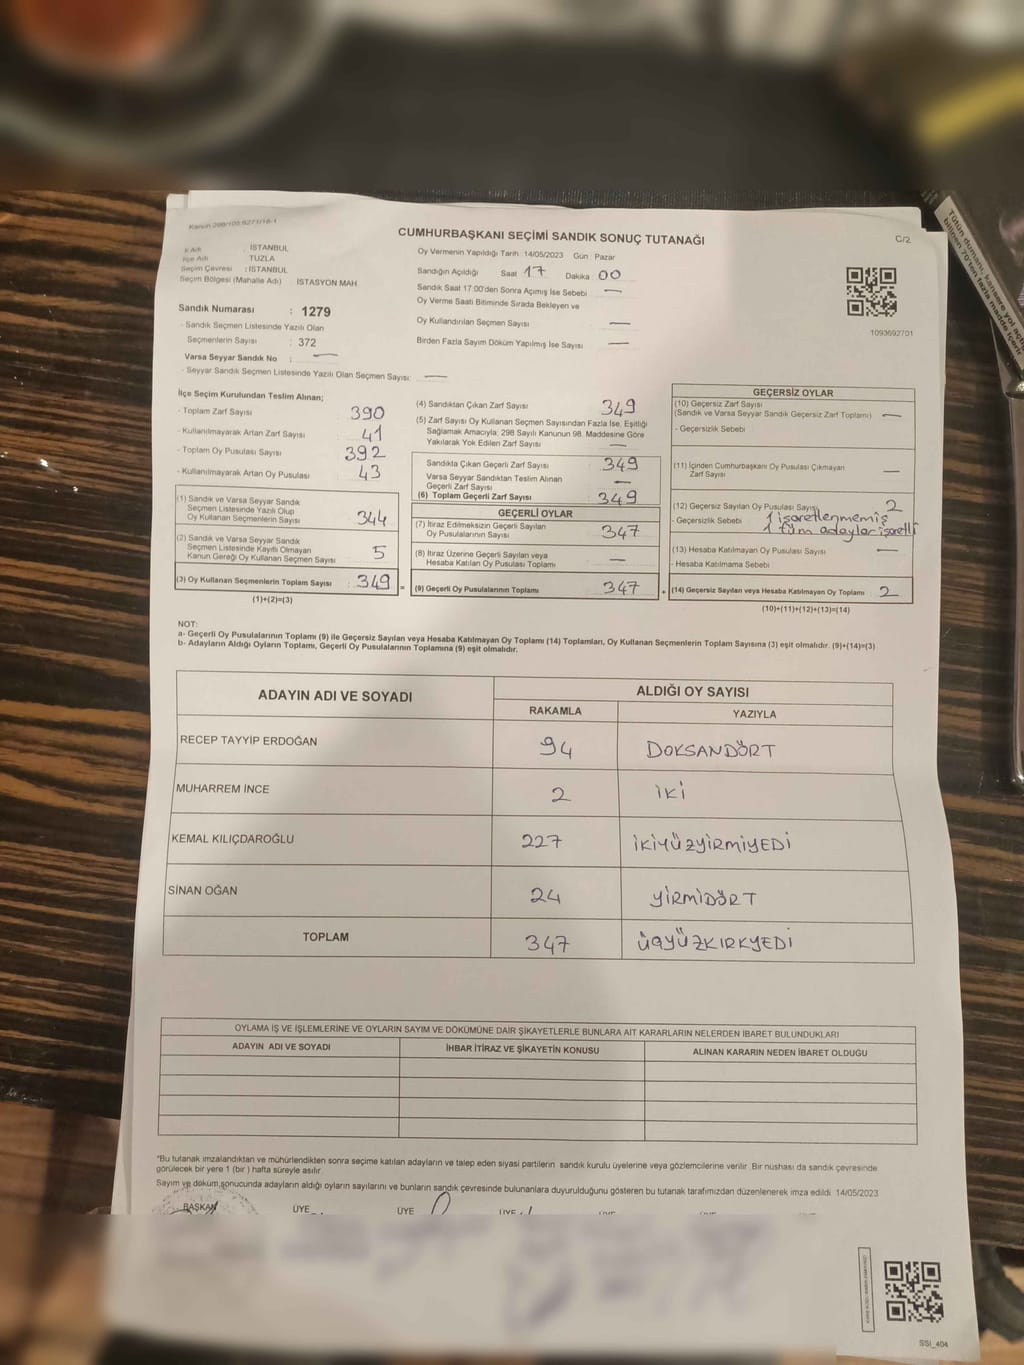 Kanun 298/105 6271/16-1
CUMHURBAŞKANI SEÇİMİ SANDIK SONUÇ TUTANAĞI
C/2
İl Adı : İSTANBUL
İlçe Adı : TUZLA
Seçim Çevresi : İSTANBUL
Seçim Bölgesi (Mahalle Adı) İSTASYON MAH.
Oy Vermenin Yapıldığı Tarih 14/05/2023 Gün Pazar
Sandığın Açıldığı Saat 17 Dakika 00
Sandık Saat 17:00'den Sonra Açılmış İse Sebebi —
Oy Verme Saati Bitiminde Sırada Bekleyen ve
Oy Kullandırılan Seçmen Sayısı —
Birden Fazla Sayım Döküm Yapılmış İse Sayısı —
1093692701
Sandık Numarası : 1279
- Sandık Seçmen Listesinde Yazılı Olan
Seçmenlerin Sayısı : 372
Varsa Seyyar Sandık No : —
- Seyyar Sandık Seçmen Listesinde Yazılı Olan Seçmen Sayısı: —
İlçe Seçim Kurulundan Teslim Alınan;
- Toplam Zarf Sayısı 390
- Kullanılmayarak Artan Zarf Sayısı 41
- Toplam Oy Pusulası Sayısı 392
- Kullanılmayarak Artan Oy Pusulası 43
(1) Sandık ve Varsa Seyyar Sandık
Seçmen Listesinde Yazılı Olup
Oy Kullanan Seçmenlerin Sayısı 344
(2) Sandık ve Varsa Seyyar Sandık
Seçmen Listesinde Kayıtlı Olmayan
Kanun Gereği Oy Kullanan Seçmen Sayısı 5
(3) Oy Kullanan Seçmenlerin Toplam Sayısı : 349 =
(1)+(2)=(3)
(4) Sandıktan Çıkan Zarf Sayısı 349
(5) Zarf Sayısı Oy Kullanan Seçmen Sayısından Fazla İse, Eşitliği
Sağlamak Amacıyla; 298 Sayılı Kanunun 98. Maddesine Göre
Yakılarak Yok Edilen Zarf Sayısı —
Sandıkta Çıkan Geçerli Zarf Sayısı 349
Varsa Seyyar Sandıktan Teslim Alınan
Geçerli Zarf Sayısı —
(6) Toplam Geçerli Zarf Sayısı 349
GEÇERLİ OYLAR
(7) İtiraz Edilmeksizin Geçerli Sayılan
Oy Pusulalarının Sayısı 347
(8) İtiraz Üzerine Geçerli Sayılan veya
Hesaba Katılan Oy Pusulası Toplamı —
(9) Geçerli Oy Pusulalarının Toplamı 347 +
GEÇERSİZ OYLAR
(10) Geçersiz Zarf Sayısı
(Sandık ve Varsa Seyyar Sandık Geçersiz Zarf Toplamı) —
- Geçersizlik Sebebi
(11) İçinden Cumhurbaşkanı Oy Pusulası Çıkmayan
Zarf Sayısı —
(12) Geçersiz Sayılan Oy Pusulası Sayısı 2
- Geçersizlik Sebebi 1 işaretlenmemiş
1 tüm adaylar işaretli
(13) Hesaba Katılmayan Oy Pusulası Sayısı —
- Hesaba Katılmama Sebebi
(14) Geçersiz Sayılan veya Hesaba Katılmayan Oy Toplamı 2
(10)+(11)+(12)+(13)=(14)
NOT:
a- Geçerli Oy Pusulalarının Toplamı (9) ile Geçersiz Sayılan veya Hesaba Katılmayan Oy Toplamı (14) Toplamları, Oy Kullanan Seçmenlerin Toplam Sayısına (3) eşit olmalıdır. (9)+(14)=(3)
b- Adayların Aldığı Oyların Toplamı, Geçerli Oy Pusulalarının Toplamına (9) eşit olmalıdır.
ADAYIN ADI VE SOYADI ALDIĞI OY SAYISI
RAKAMLA YAZIYLA
RECEP TAYYİP ERDOĞAN 94 DOKSANDÖRT
MUHARREM İNCE 2 İKİ
KEMAL KILIÇDAROĞLU 227 İKİYÜZYİRMİYEDİ
SİNAN OĞAN 24 YİRMİDÖRT
TOPLAM 347 ÜÇYÜZKIRKYEDİ
OYLAMA İŞ VE İŞLEMLERİNE VE OYLARIN SAYIM VE DÖKÜMÜNE DAİR ŞİKAYETLERLE BUNLARA AİT KARARLARIN NELERDEN İBARET BULUNDUKLARI
ADAYIN ADI VE SOYADI İHBAR İTİRAZ VE ŞİKAYETİN KONUSU ALINAN KARARIN NEDEN İBARET OLDUĞU
*Bu tutanak imzalandıktan ve mühürlendikten sonra seçime katılan adayların ve talep eden siyasi partilerin sandık kurulu üyelerine veya gözlemcilerine verilir. Bir nüshası da sandık çevresinde
görülecek bir yere 1 (bir) hafta süreyle asılır.
Sayım ve döküm sonucunda adayların aldığı oyların sayılarını ve bunların sandık çevresinde bulunanlara duyurulduğunu gösteren bu tutanak tarafımızdan düzenlenerek imza edildi. 14/05/2023
BAŞKAN ÜYE ÜYE ÜYE
SSI_404
Tütün dumanı, kansere yol açtığı
bilinen 70'ten fazla madde içerir